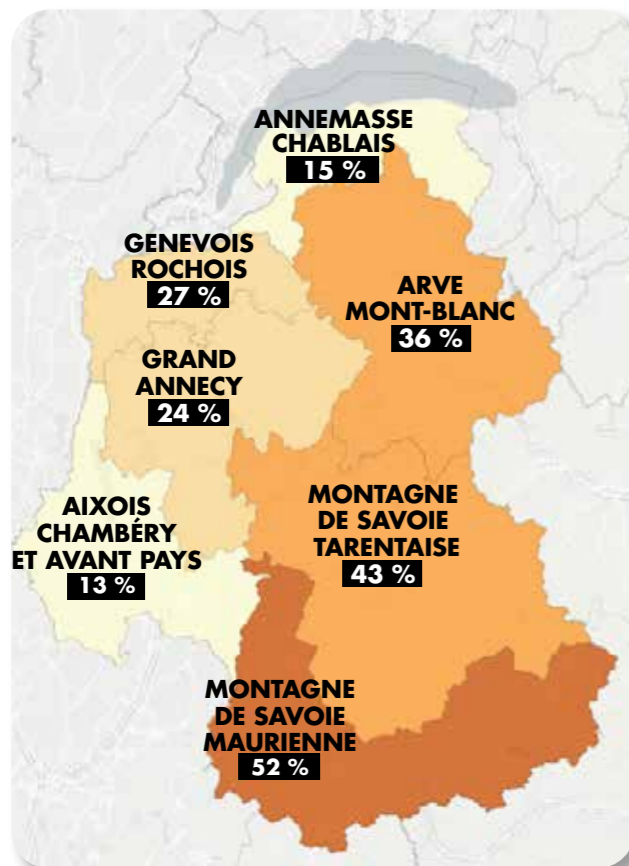 ANNEMASSE
CHABLAIS
15 %
GENEVOIS
ROCHOIS
27 %
ARVE
MONT-BLANC
36 %
GRAND
ANNECY
24 %
AIXOIS
CHAMBÉRY
ET AVANT PAYS
13 %
MONTAGNE
DE SAVOIE
TARENTAISE
43 %
MONTAGNE
DE SAVOIE
MAURIENNE
52 %